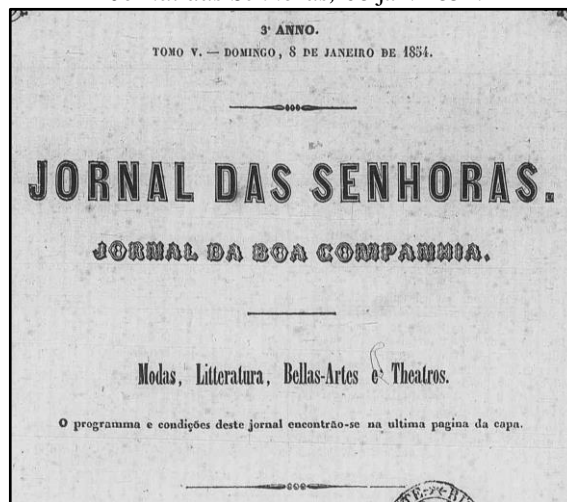 3ª ANNO.
TOMO V. — DOMINGO, 8 DE JANEIRO DE 1854.
JORNAL DAS SENHORAS.
JORNAL DA BOA COMPANHIA.
Modas, Litteratura, Bellas-Artes e Theatros.
O programma e condições deste jornal encontrão-se na ultima pagina da capa.